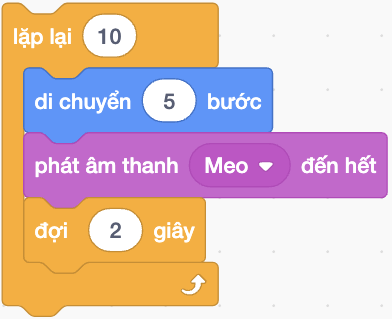 lặp lại 10
di chuyển 5 bước
phát âm thanh Meo đến hết
đợi 2 giây